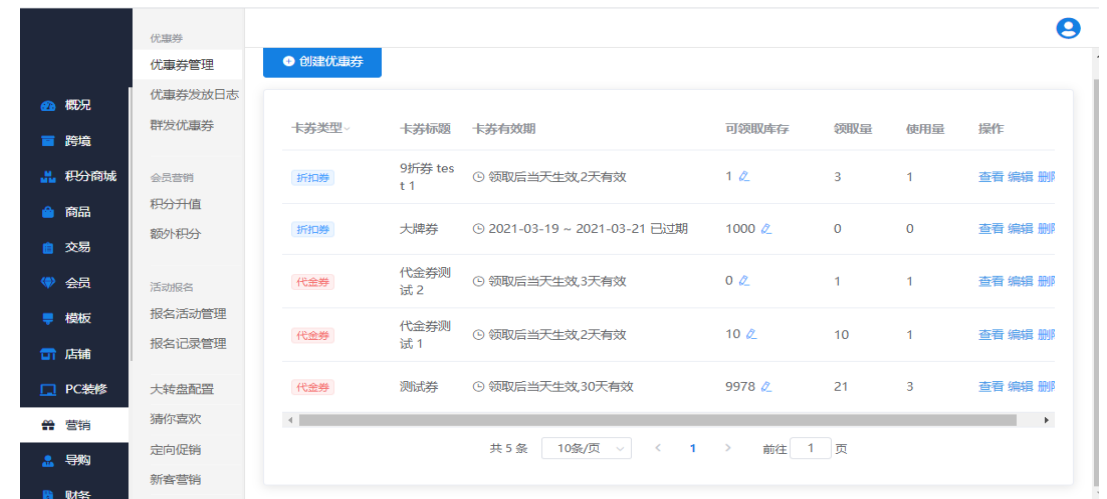 概况
跨境
积分商城
商品
交易
会员
模板
店铺
PC装修
营销
导购
财务
优惠券
优惠券管理
优惠券发放日志
群发优惠券
会员营销
积分升值
额外积分
活动报名
报名活动管理
报名记录管理
大转盘配置
猜你喜欢
定向促销
新客营销
创建优惠券
卡券类型 卡券标题 卡券有效期 可领取库存 领取量 使用量 操作
折扣券 9折券 tes
t 1 领取后当天生效,2天有效 1 3 1 查看 编辑 删除
折扣券 大牌券 2021-03-19 ~ 2021-03-21 已过期 1000 0 0 查看 编辑 删除
代金券 代金券测
试 2 领取后当天生效,3天有效 0 1 1 查看 编辑 删除
代金券 代金券测
试 1 领取后当天生效,2天有效 10 10 1 查看 编辑 删除
代金券 测试券 领取后当天生效,30天有效 9978 21 3 查看 编辑 删除
共 5 条 10条/页 < 1 > 前往 1 页